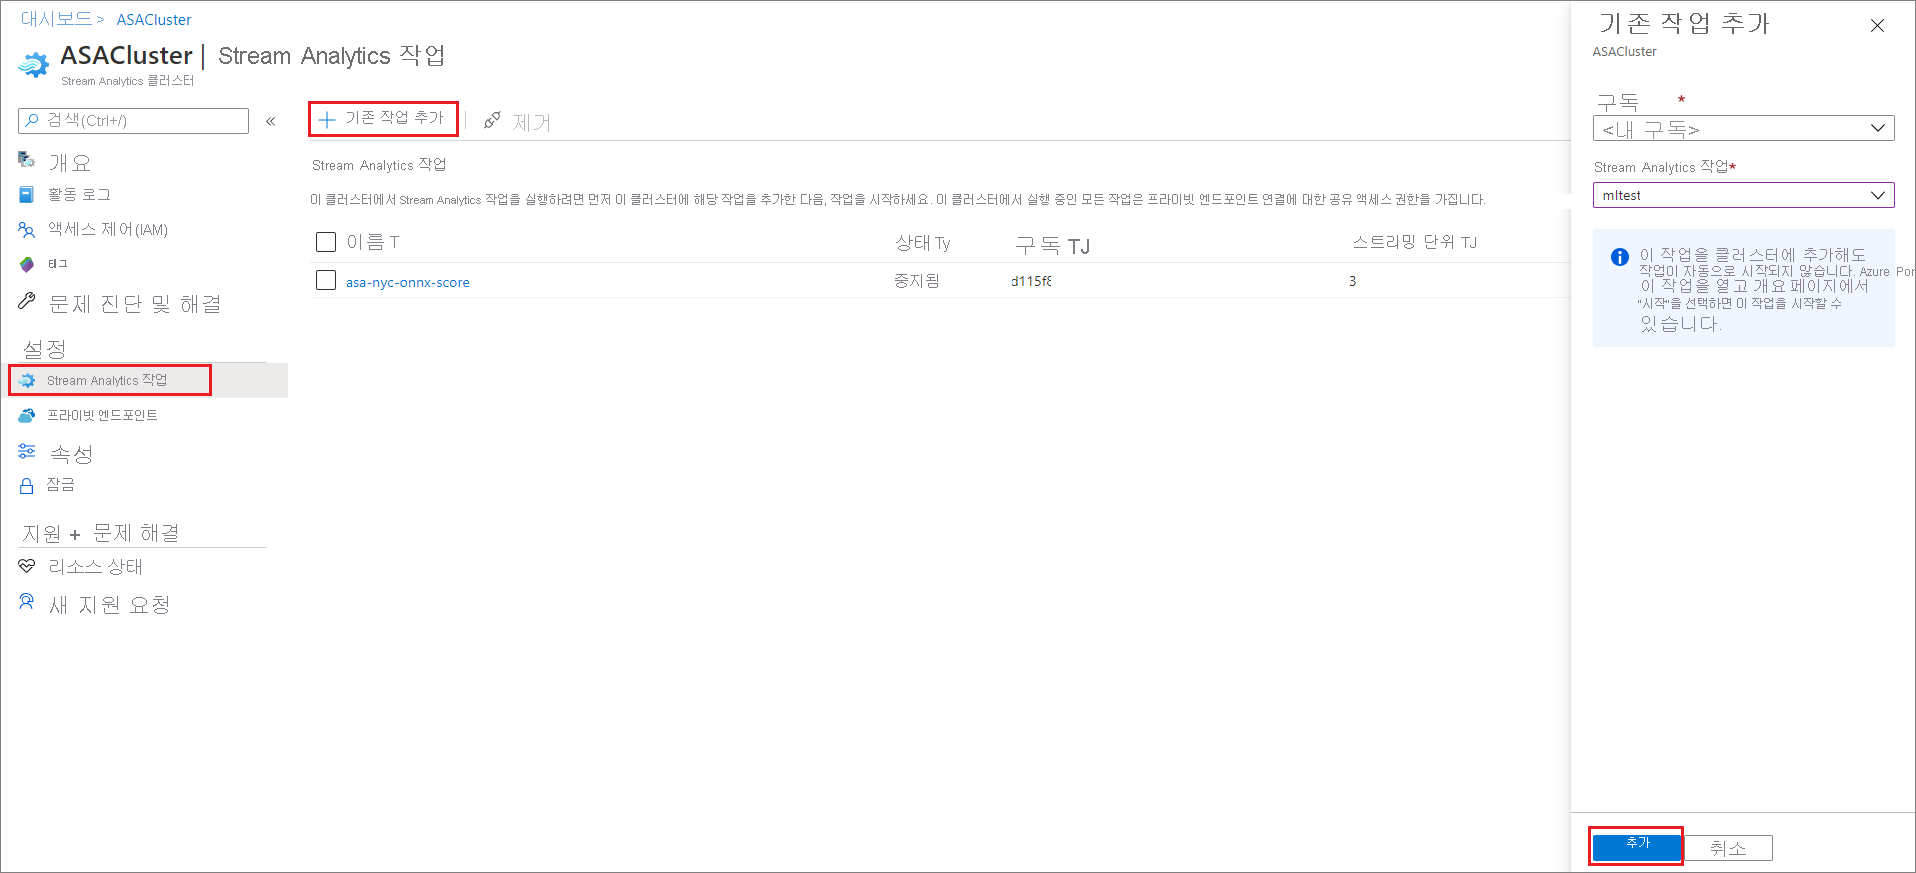 대시보드 > ASACluster
ASACluster | Stream Analytics 작업
Stream Analytics 클러스터
검색(Ctrl+/)
«
개요
활동 로그
액세스 제어(IAM)
태그
문제 진단 및 해결
설정
Stream Analytics 작업
프라이빗 엔드포인트
속성
잠금
지원 + 문제 해결
리소스 상태
새 지원 요청
기존 작업 추가
제거
Stream Analytics 작업
이 클러스터에서 Stream Analytics 작업을 실행하려면 먼저 이 클러스터에 해당 작업을 추가한 다음, 작업을 시작하세요. 이 클러스터에서 실행 중인 모든 작업은 프라이빗 엔드포인트 연결에 대한 공유 액세스 권한을 가집니다.
이름 T 상태 Ty 구독 TJ 스트리밍 단위 TJ
asa-nyc-onnx-score 중지됨 d115f8 3
기존 작업 추가
ASACluster
구독 *
<내 구독>
Stream Analytics 작업*
mltest
이 작업을 클러스터에 추가해도
작업이 자동으로 시작되지 않습니다. Azure Por
이 작업을 열고 개요 페이지에서
"시작"을 선택하면 이 작업을 시작할 수
있습니다.
추가 취소